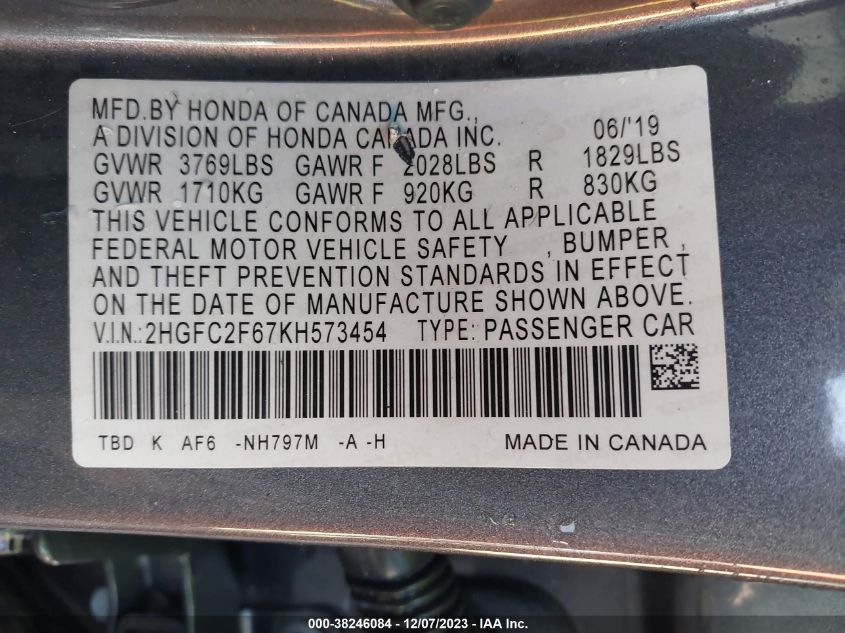 MFD.BY HONDA OF CANADA MFG.,
A DIVISION OF HONDA CANADA INC. 06/'19
GVWR 3769LBS GAWR F 2028LBS R 1829LBS
GVWR 1710KG GAWR F 920KG R 830KG
THIS VEHICLE CONFORMS TO ALL APPLICABLE
FEDERAL MOTOR VEHICLE SAFETY , BUMPER ,
AND THEFT PREVENTION STANDARDS IN EFFECT
ON THE DATE OF MANUFACTURE SHOWN ABOVE.
V.I.N.:2HGFC2F67KH573454 TYPE: PASSENGER CAR
TBD K AF6 -NH797M -A -H MADE IN CANADA
000-38246084 - 12/07/2023 - IAA Inc.